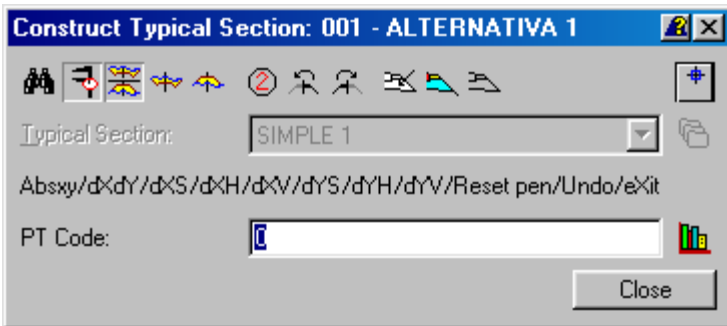 Construct Typical Section: 001 - ALTERNATIVA 1
2
Typical Section: SIMPLE 1
Absxy/dXdY/dXS/dXH/dXV/dYS/dYH/dYV/Reset pen/Undo/eXit
PT Code: 0
Close